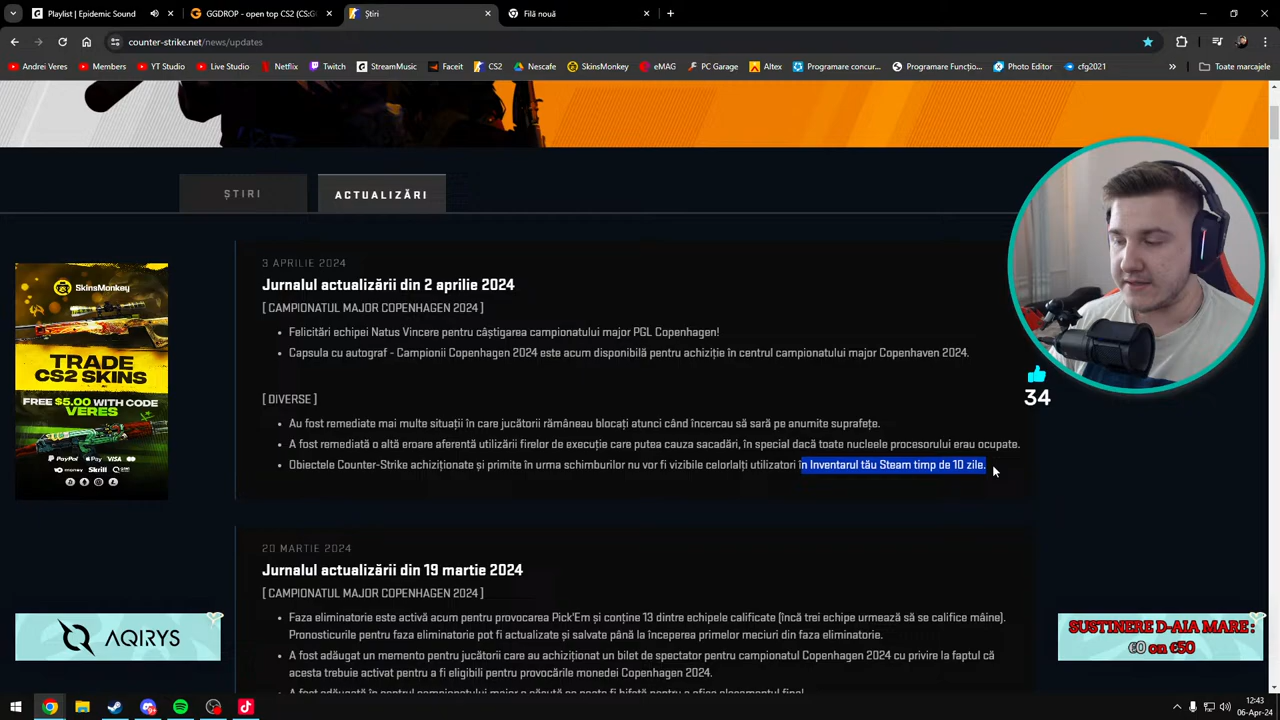 Playlist | Epidemic Sound
GGDROP - open top CS2 (CS:G
Știri
Filă nouă
counter-strike.net/news/updates
Andrei Veres
Members
YT Studio
Live Studio
Netflix
Twitch
StreamMuzic
Faceit
CS2
Nescafe
SkinsMonkey
eMAG
PC Garage
Altex
Programare conc...
Programare Funcțio...
Photo Editor
cfg2021
Toate marcajele
ȘTIRI
ACTUALIZĂRI
3 APRILIE 2024
Jurnalul actualizării din 2 aprilie 2024
[ CAMPIONATUL MAJOR COPENHAGEN 2024 ]
• Felicitări echipei Natus Vincere pentru câștigarea campionatului major PGL Copenhagen!
• Capsula cu autograf - Campionii Copenhagen 2024 este acum disponibilă pentru achiziție în centrul campionatului major Copenhaven 2024.
[ DIVERSE ]
• Au fost remediate mai multe situații în care jucătorii rămâneau blocați atunci când încercau să sară pe anumite suprafețe.
• A fost remediată o altă eroare aferentă utilizării firelor de execuție care putea cauza sacadări, în special dacă toate nucleele procesorului erau ocupate.
• Obiectele Counter-Strike achiziționate și primite în urma schimburilor nu vor fi vizibile celorlalți utilizatori în Inventarul tău Steam timp de 10 zile.
20 MARTIE 2024
Jurnalul actualizării din 19 martie 2024
[ CAMPIONATUL MAJOR COPENHAGEN 2024 ]
• Faza eliminatorie este activă acum pentru provocarea Pick'Em și conține 13 dintre echipele calificate (încă trei echipe urmează să se califice mâine).
Pronosticurile pentru faza eliminatorie pot fi actualizate și salvate până la începerea primelor meciuri din faza eliminatorie.
• A fost adăugat un memento pentru jucătorii care au achiziționat un bilet de spectator pentru campionatul Copenhagen 2024 cu privire la faptul că
acesta trebuie activat pentru a fi eligibili pentru provocările monedei Copenhagen 2024.
SkinsMonkey
TRADE
CS2 SKINS
FREE $5.00 WITH CODE
VERES
34
AQIRYS
SUSTINERE D-AIA MARE :
€0 on €50
12:43
06-Apr-24